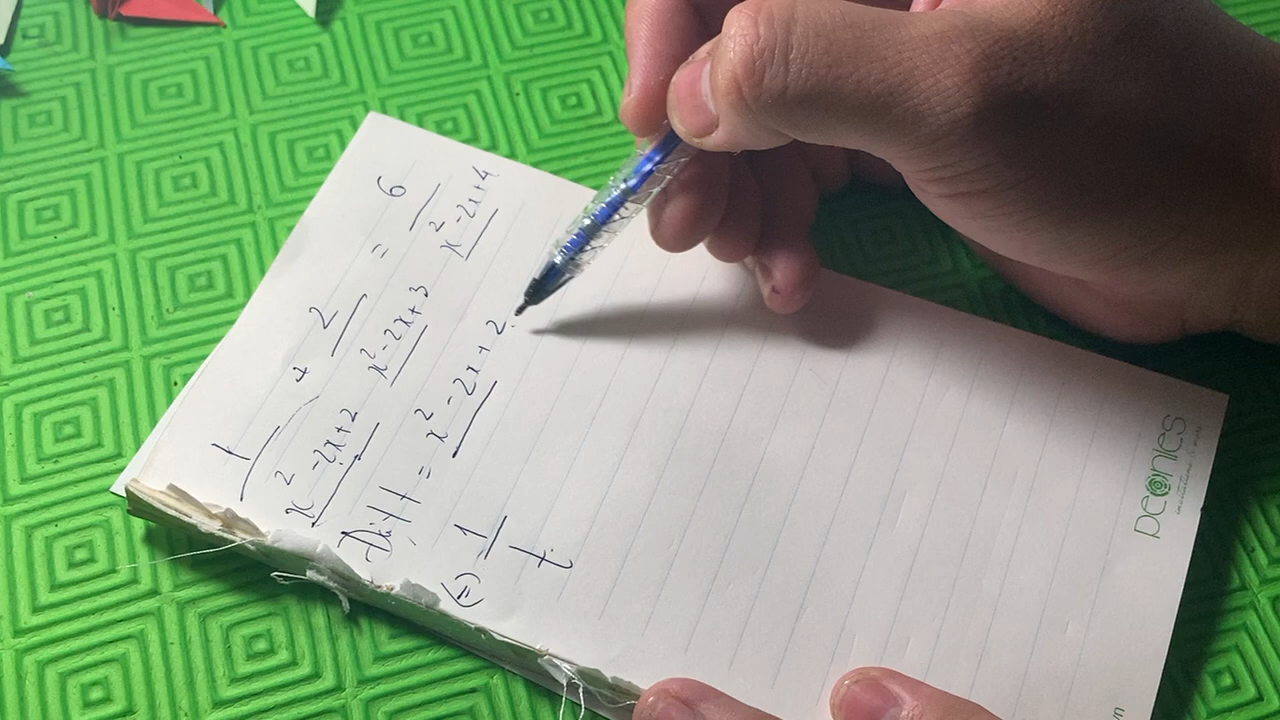 1/(x² - 2x + 2) + 2/(x² - 2x + 3) = 6/(x² - 2x + 4)
Đặt t = x² - 2x + 2
(=) 1/t
peonies